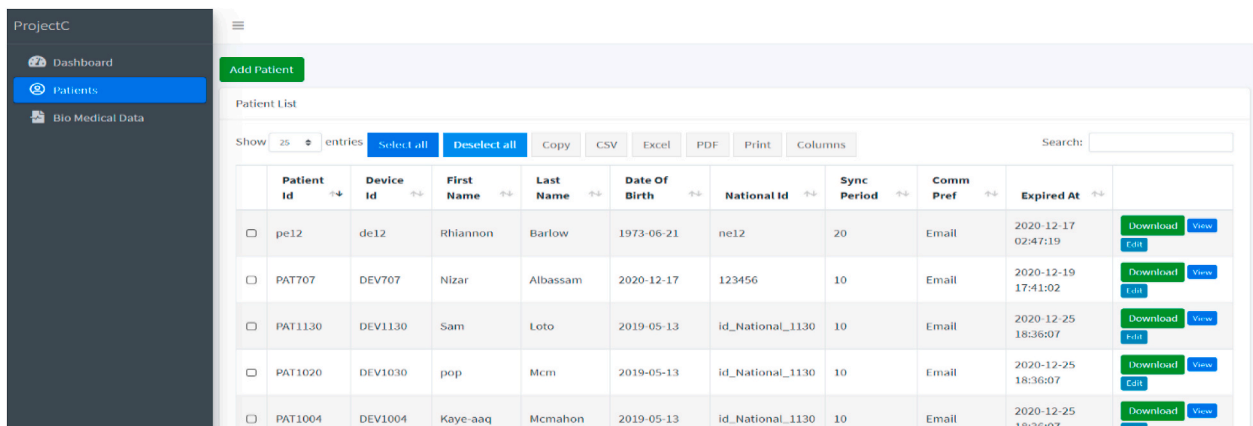 ProjectC
Dashboard
Patients
Bio Medical Data
Add Patient
Patient List
Show 25 entries Select all Deselect all Copy CSV Excel PDF Print Columns Search:
Patient Id Device Id First Name Last Name Date Of Birth National Id Sync Period Comm Pref Expired At
pe12 de12 Rhiannon Barlow 1973-06-21 ne12 20 Email 2020-12-17 02:47:19 Download View Edit
PAT707 DEV707 Nizar Albassam 2020-12-17 123456 10 Email 2020-12-19 17:41:02 Download View Edit
PAT1130 DEV1130 Sam Loto 2019-05-13 id_National_1130 10 Email 2020-12-25 18:36:07 Download View Edit
PAT1020 DEV1030 pop Mcm 2019-05-13 id_National_1130 10 Email 2020-12-25 18:36:07 Download View Edit
PAT1004 DEV1004 Kaye-aaq Mcmahon 2019-05-13 id_National_1130 10 Email 2020-12-25 Download View